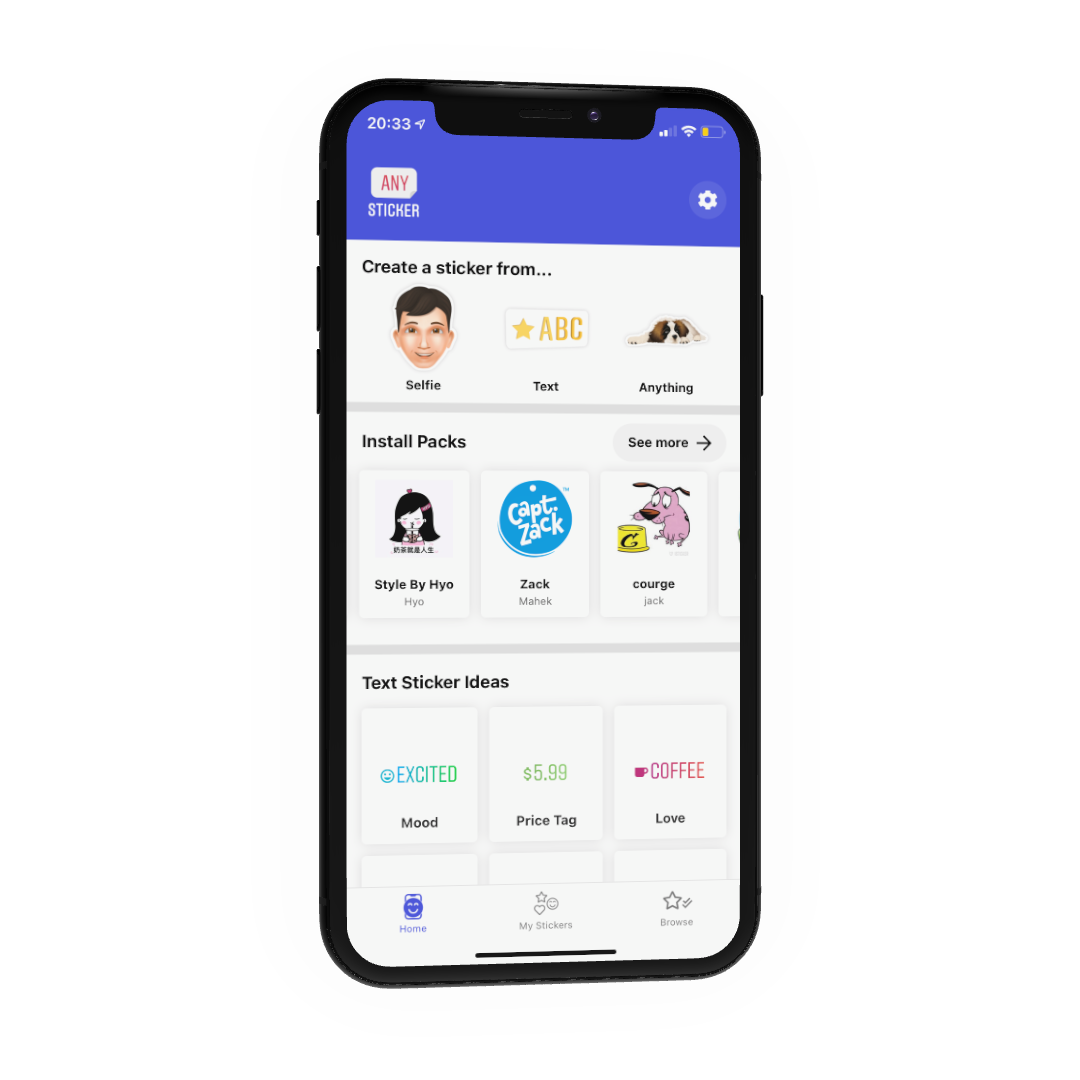 20:33
ANY
STICKER
Create a sticker from...
ABC
Selfie
Text
Anything
Install Packs
See more
奶茶就是人生
Capt.
Zack
™
Style By Hyo
Hyo
Zack
Mahek
courge
jack
Text Sticker Ideas
EXCITED
$5.99
COFFEE
Mood
Price Tag
Love
Home
My Stickers
Browse